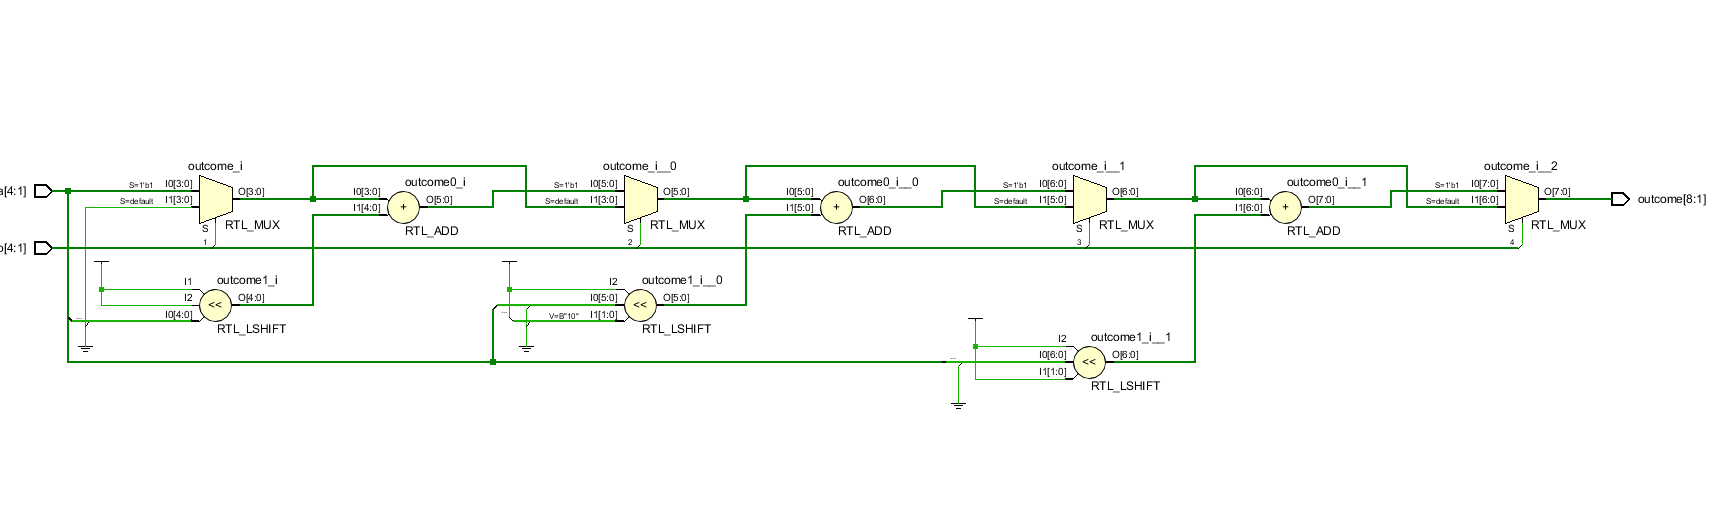 outcome_i
outcome_i__0
outcome_i__1
outcome_i__2
a[4:1]
S=1'b1
I0[3:0]
S=default
I1[3:0]
O[3:0]
S
RTL_MUX
1
outcome0_i
I0[3:0]
I1[4:0]
+
O[5:0]
RTL_ADD
S=1'b1
I0[5:0]
S=default
I1[3:0]
O[5:0]
S
RTL_MUX
2
outcome0_i__0
I0[5:0]
I1[5:0]
+
O[6:0]
RTL_ADD
S=1'b1
I0[6:0]
S=default
I1[5:0]
O[6:0]
S
RTL_MUX
3
outcome0_i__1
I0[6:0]
I1[6:0]
+
O[7:0]
RTL_ADD
S=1'b1
I0[7:0]
S=default
I1[6:0]
O[7:0]
S
RTL_MUX
4
outcome[8:1]
[4:1]
outcome1_i
I1
I2
I0[4:0]
...
<<
O[4:0]
RTL_LSHIFT
outcome1_i__0
I2
I0[5:0]
...
V=B"10"
I1[1:0]
<<
O[5:0]
RTL_LSHIFT
outcome1_i__1
I2
...
I0[6:0]
I1[1:0]
<<
O[6:0]
RTL_LSHIFT